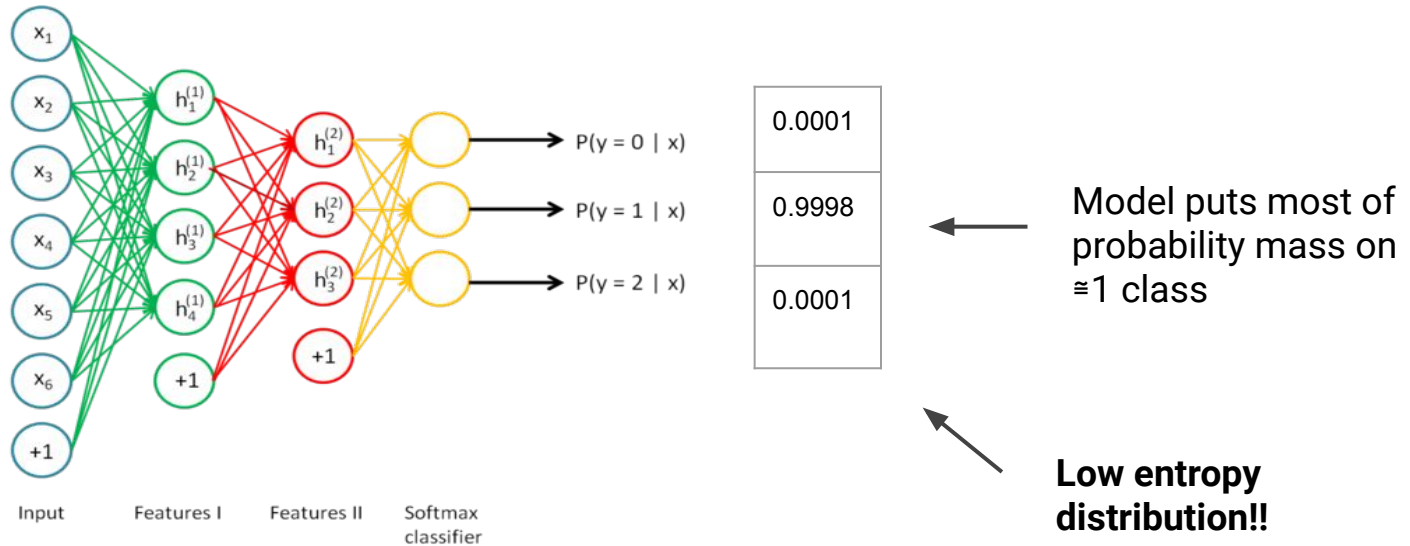 x1
x2
x3
x4
x5
x6
+1
Input
h1(1)
h2(1)
h3(1)
h4(1)
+1
Features I
h1(2)
h2(2)
h3(2)
+1
Features II
Softmax
classifier
P(y = 0 | x)
P(y = 1 | x)
P(y = 2 | x)
0.0001
0.9998
0.0001
Model puts most of
probability mass on
≅1 class
Low entropy
distribution!!